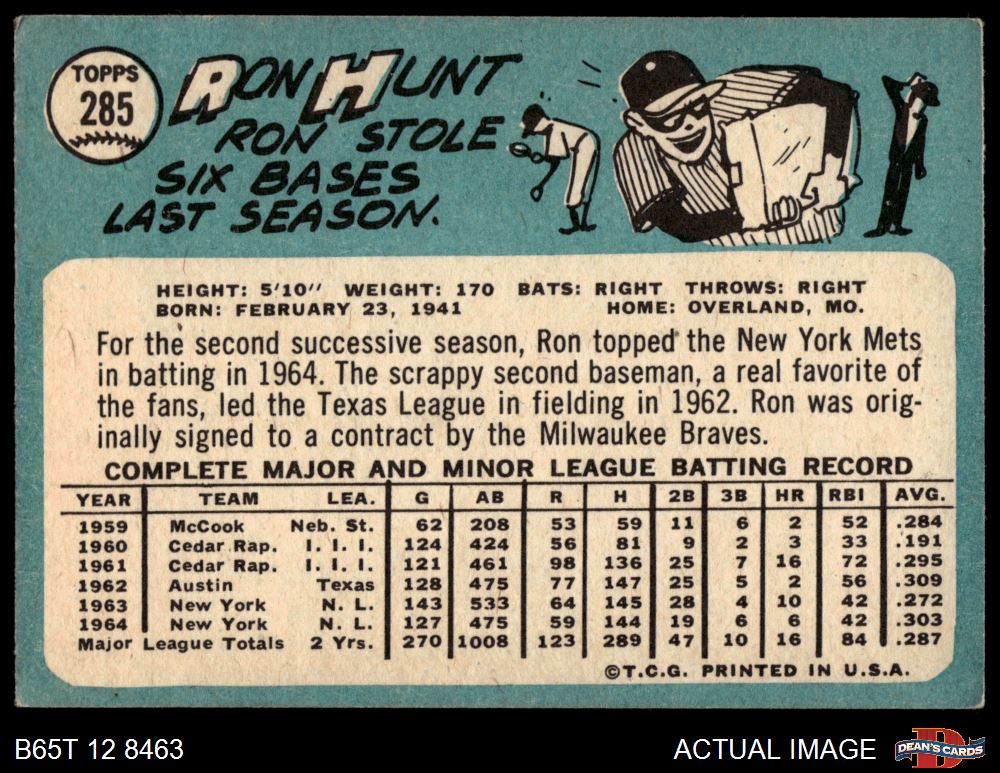 TOPPS
285
RON HUNT
RON STOLE
SIX BASES
LAST SEASON.
HEIGHT: 5'10" WEIGHT: 170 BATS: RIGHT THROWS: RIGHT
BORN: FEBRUARY 23, 1941 HOME: OVERLAND, MO.
For the second successive season, Ron topped the New York Mets
in batting in 1964. The scrappy second baseman, a real favorite of
the fans, led the Texas League in fielding in 1962. Ron was orig-
inally signed to a contract by the Milwaukee Braves.
COMPLETE MAJOR AND MINOR LEAGUE BATTING RECORD
YEAR TEAM LEA. G AB R H 2B 3B HR RBI AVG.
1959 McCook Neb. St. 62 208 53 59 11 6 2 52 .284
1960 Cedar Rap. I. I. I. 124 424 56 81 9 2 3 33 .191
1961 Cedar Rap. I. I. I. 121 461 98 136 25 7 16 72 .295
1962 Austin Texas 128 475 77 147 25 5 2 56 .309
1963 New York N. L. 143 533 64 145 28 4 10 42 .272
1964 New York N. L. 127 475 59 144 19 6 6 42 .303
Major League Totals 2 Yrs. 270 1008 123 289 47 10 16 84 .287
©T.C.G. PRINTED IN U.S.A.
B65T 12 8463
ACTUAL IMAGE
DEAN'S CARDS